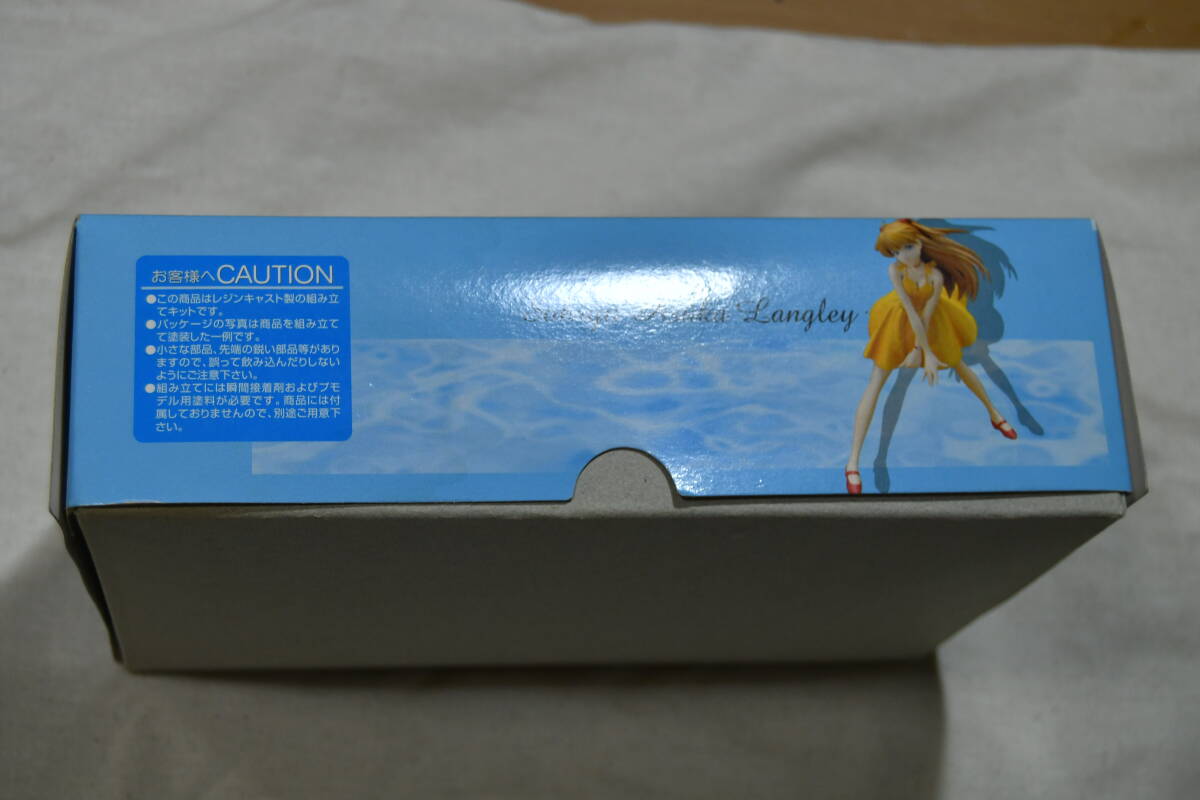 お客様へCAUTION
●この商品はレジンキャスト製の組み立
てキットです。
●パッケージの写真は商品を組み立て
て塗装した一例です。
●小さな部品、先端の鋭い部品等があり
ますので、誤って飲み込んだりしない
ようにご注意下さい。
●組み立てには瞬間接着剤およびプモ
デル用塗料が必要です。商品には付
属しておりませんので、別途ご用意下
さい。
Langley